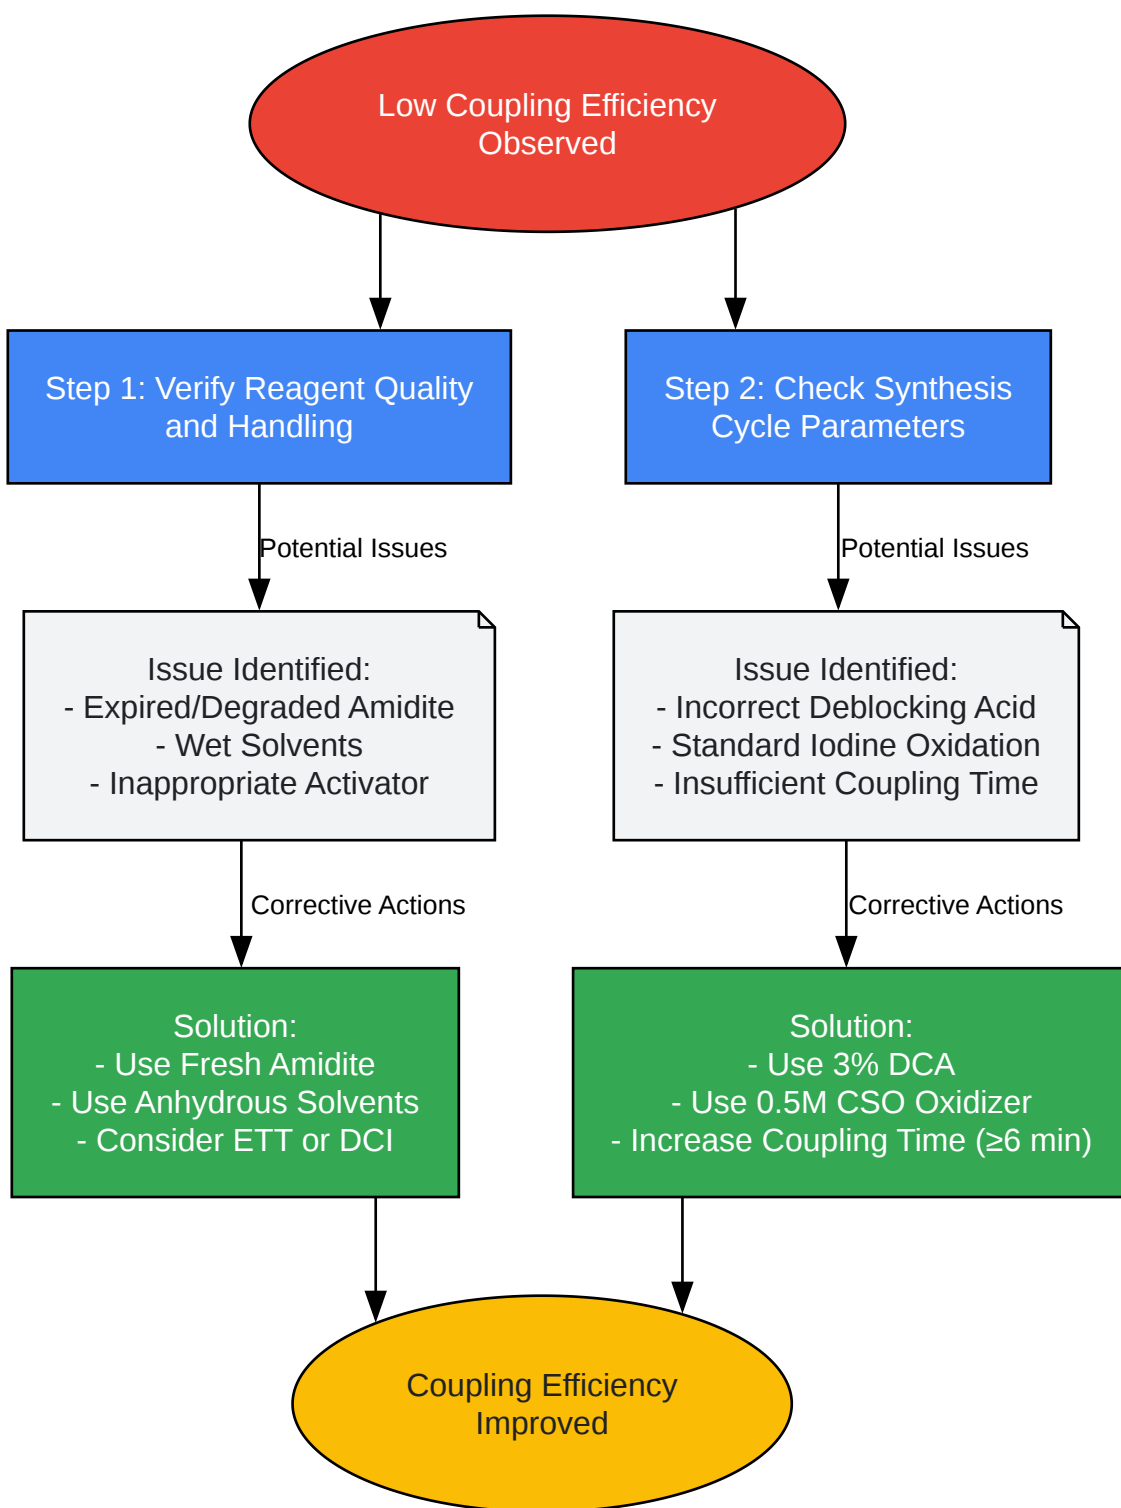 Low Coupling Efficiency
Observed
Step 1: Verify Reagent Quality
and Handling
Step 2: Check Synthesis
Cycle Parameters
Potential Issues
Potential Issues
Issue Identified:
- Expired/Degraded Amidite
- Wet Solvents
- Inappropriate Activator
Issue Identified:
- Incorrect Deblocking Acid
- Standard Iodine Oxidation
- Insufficient Coupling Time
Corrective Actions
Corrective Actions
Solution:
- Use Fresh Amidite
- Use Anhydrous Solvents
- Consider ETT or DCI
Solution:
- Use 3% DCA
- Use 0.5M CSO Oxidizer
- Increase Coupling Time (≥6 min)
Coupling Efficiency
Improved